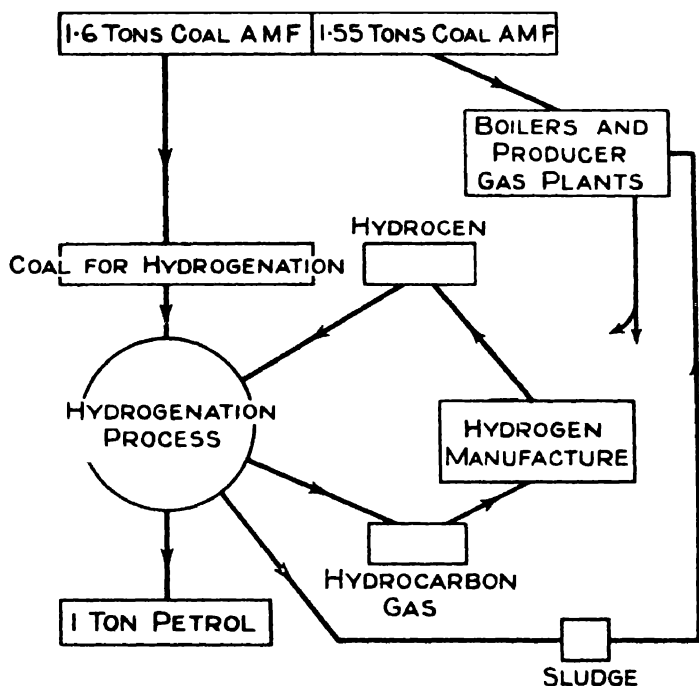 1·6 TONS COAL AMF
1·55 TONS COAL AMF
BOILERS AND
PRODUCER
GAS PLANTS
HYDROCEN
COAL FOR HYDROGENATION
HYDROGENATION
PROCESS
HYDROGEN
MANUFACTURE
HYDROCARBON
GAS
1 TON PETROL
SLUDGE